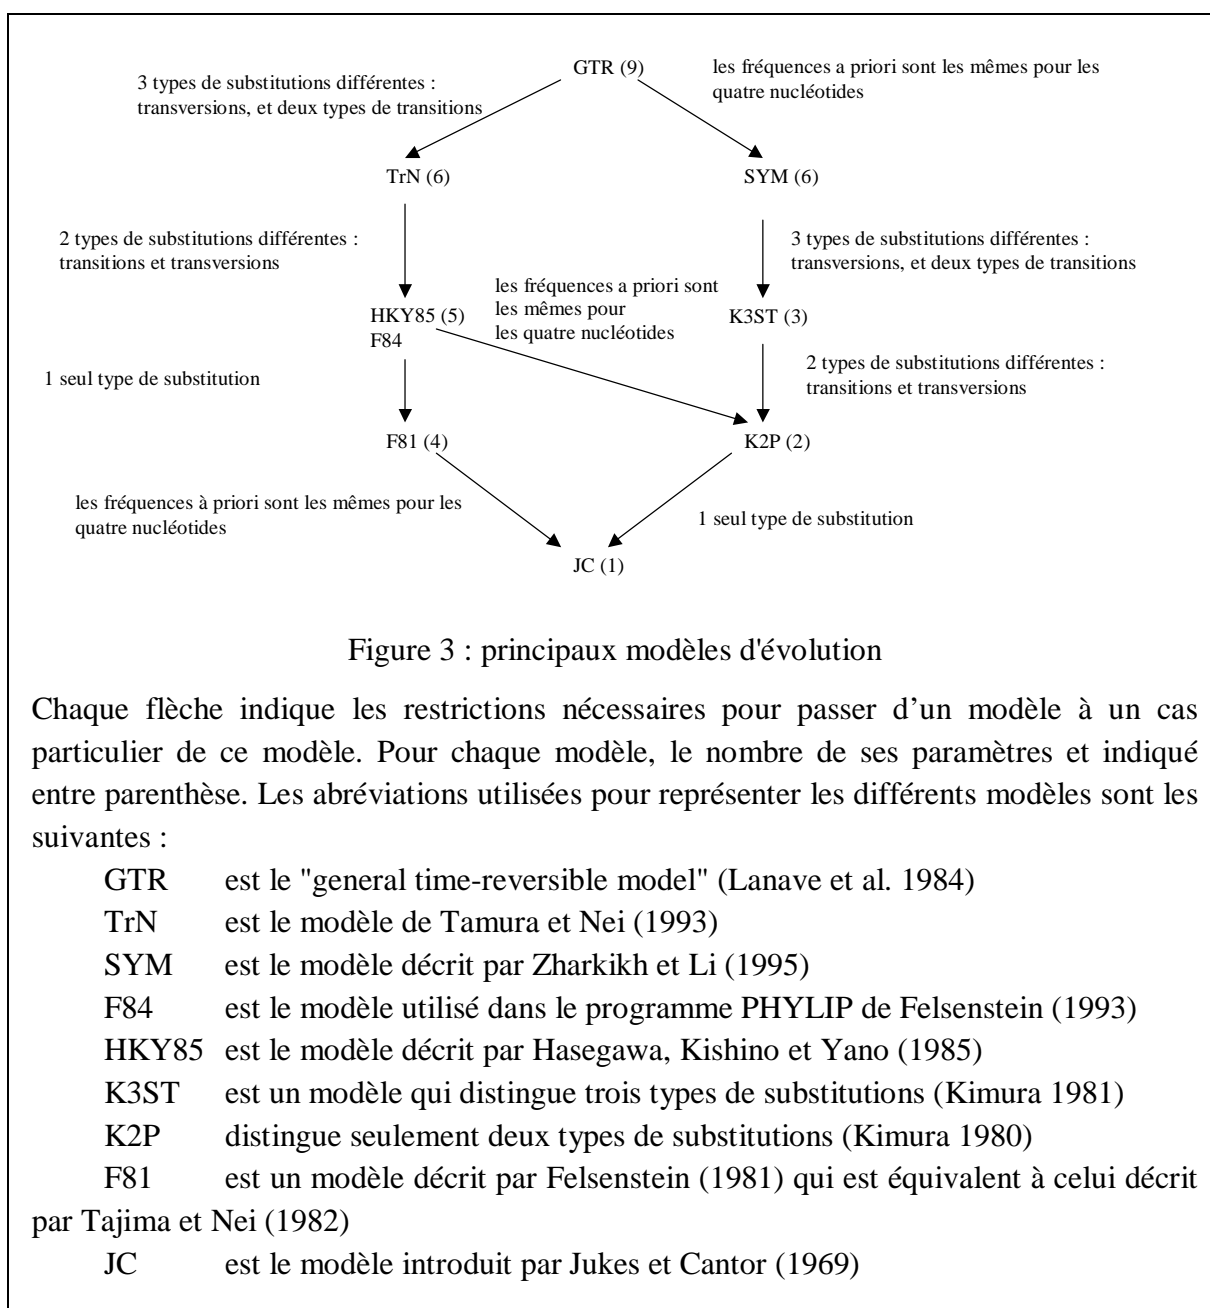 GTR (9)
3 types de substitutions différentes :
transversions, et deux types de transitions
les fréquences a priori sont les mêmes pour les
quatre nucléotides
TrN (6)
SYM (6)
2 types de substitutions différentes :
transitions et transversions
3 types de substitutions différentes :
transversions, et deux types de transitions
les fréquences a priori sont
les mêmes pour
les quatre nucléotides
HKY85 (5)
F84
K3ST (3)
1 seul type de substitution
2 types de substitutions différentes :
transitions et transversions
F81 (4)
K2P (2)
les fréquences à priori sont les mêmes pour les
quatre nucléotides
1 seul type de substitution
JC (1)
Figure 3 : principaux modèles d'évolution
Chaque flèche indique les restrictions nécessaires pour passer d’un modèle à un cas
particulier de ce modèle. Pour chaque modèle, le nombre de ses paramètres et indiqué
entre parenthèse. Les abréviations utilisées pour représenter les différents modèles sont les
suivantes :
GTR est le "general time-reversible model" (Lanave et al. 1984)
TrN est le modèle de Tamura et Nei (1993)
SYM est le modèle décrit par Zharkikh et Li (1995)
F84 est le modèle utilisé dans le programme PHYLIP de Felsenstein (1993)
HKY85 est le modèle décrit par Hasegawa, Kishino et Yano (1985)
K3ST est un modèle qui distingue trois types de substitutions (Kimura 1981)
K2P distingue seulement deux types de substitutions (Kimura 1980)
F81 est un modèle décrit par Felsenstein (1981) qui est équivalent à celui décrit
par Tajima et Nei (1982)
JC est le modèle introduit par Jukes et Cantor (1969)